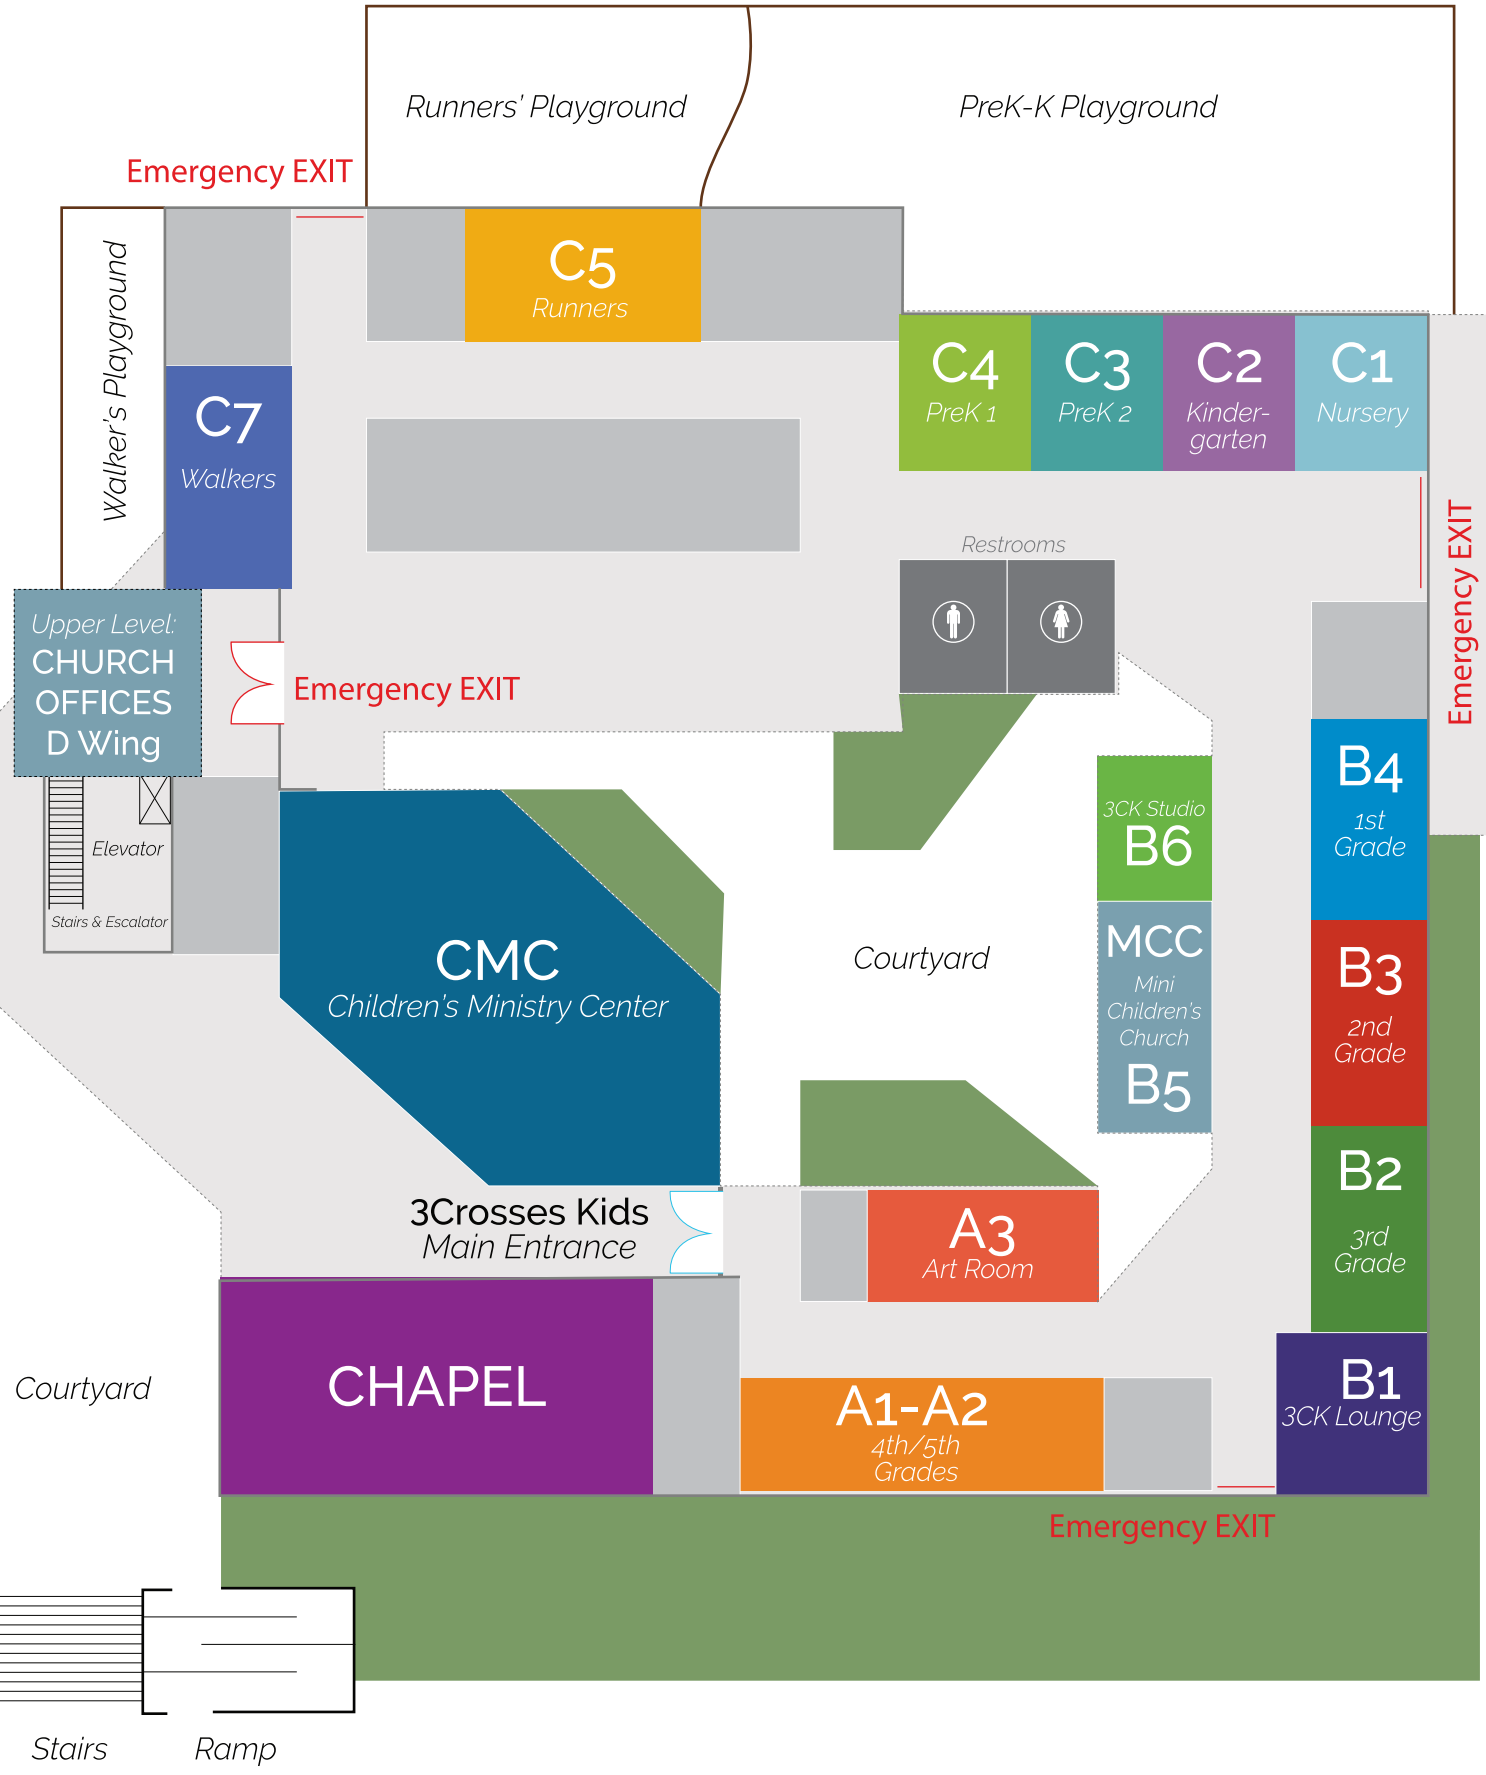 Runners’ Playground
PreK-K Playground
Emergency EXIT
Walker’s Playground
C5
Runners
C4
PreK 1
C3
PreK 2
C2
Kinder-
garten
C1
Nursery
C7
Walkers
Emergency EXIT
Restrooms
Upper Level:
CHURCH
OFFICES
D Wing
Emergency EXIT
Elevator
Stairs & Escalator
B4
1st
Grade
3CK Studio
B6
CMC
Children’s Ministry Center
Courtyard
MCC
Mini
Children’s
Church
B5
B3
2nd
Grade
B2
3rd
Grade
3Crosses Kids
Main Entrance
A3
Art Room
CHAPEL
Courtyard
A1-A2
4th/5th
Grades
B1
3CK Lounge
Emergency EXIT
Stairs
Ramp